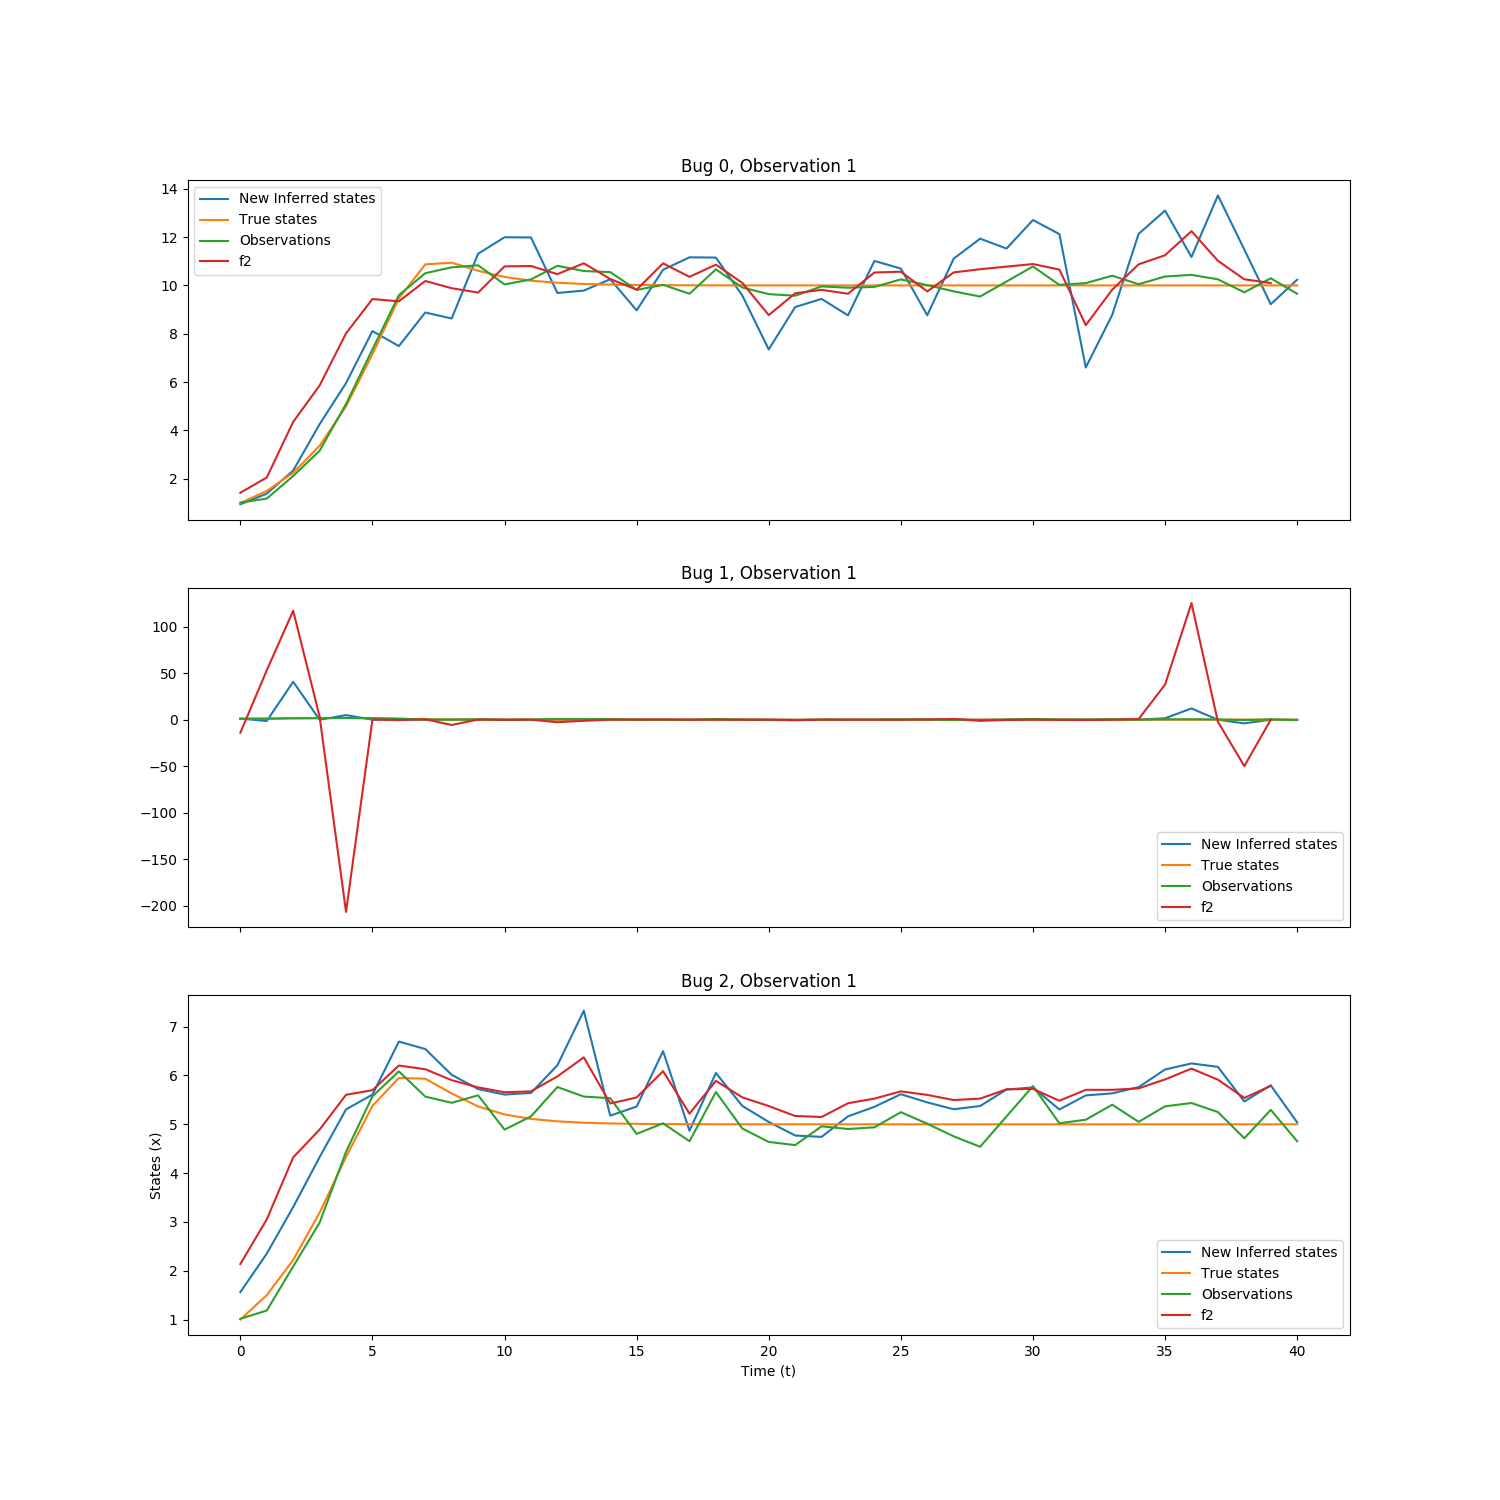 Bug 0, Observation 1
14
12
10
8
6
4
2
New Inferred states
True states
Observations
f2
Bug 1, Observation 1
100
50
0
−50
−100
−150
−200
New Inferred states
True states
Observations
f2
Bug 2, Observation 1
7
6
5
4
3
2
1
States (x)
New Inferred states
True states
Observations
f2
0 5 10 15 20 25 30 35 40
Time (t)